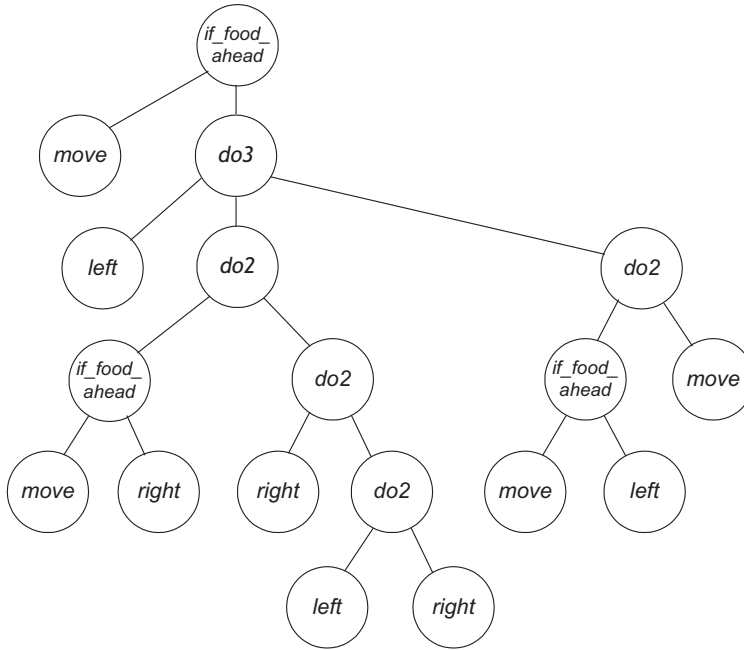 if_food_
ahead
move
do3
left
do2
do2
if_food_
ahead
do2
if_food_
ahead
move
move
right
right
do2
move
left
left
right